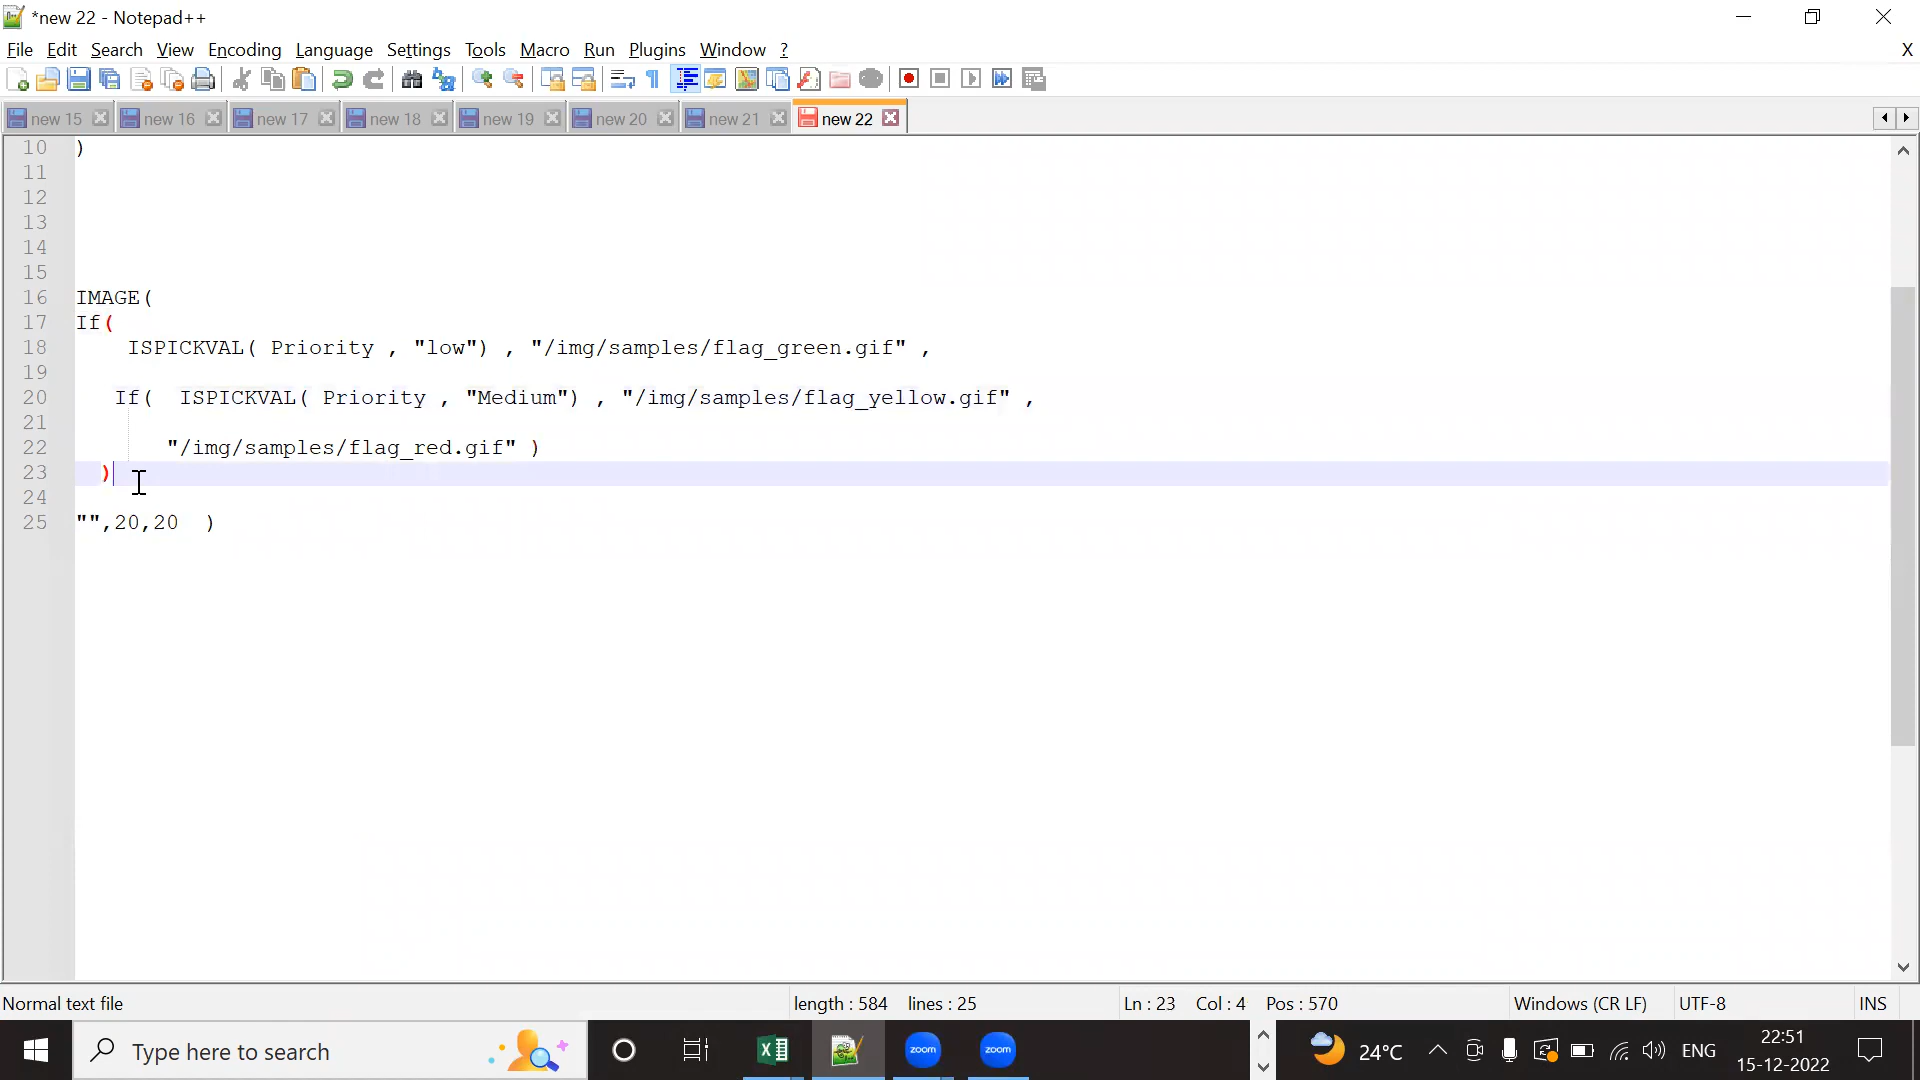 *new 22 - Notepad++
File Edit Search View Encoding Language Settings Tools Macro Run Plugins Window ? X
new 15 new 16 new 17 new 18 new 19 new 20 new 21 new 22
10 )
11
12
13
14
15
16 IMAGE(
17 If(
18 ISPICKVAL( Priority , "low") , "/img/samples/flag_green.gif" ,
19
20 If( ISPICKVAL( Priority , "Medium") , "/img/samples/flag_yellow.gif" ,
21
22 "/img/samples/flag_red.gif" )
23 )
24
25 "",20,20 )
Normal text file length : 584 lines : 25 Ln : 23 Col : 4 Pos : 570 Windows (CR LF) UTF-8 INS
Type here to search zoom zoom 24°C ENG 22:51
15-12-2022